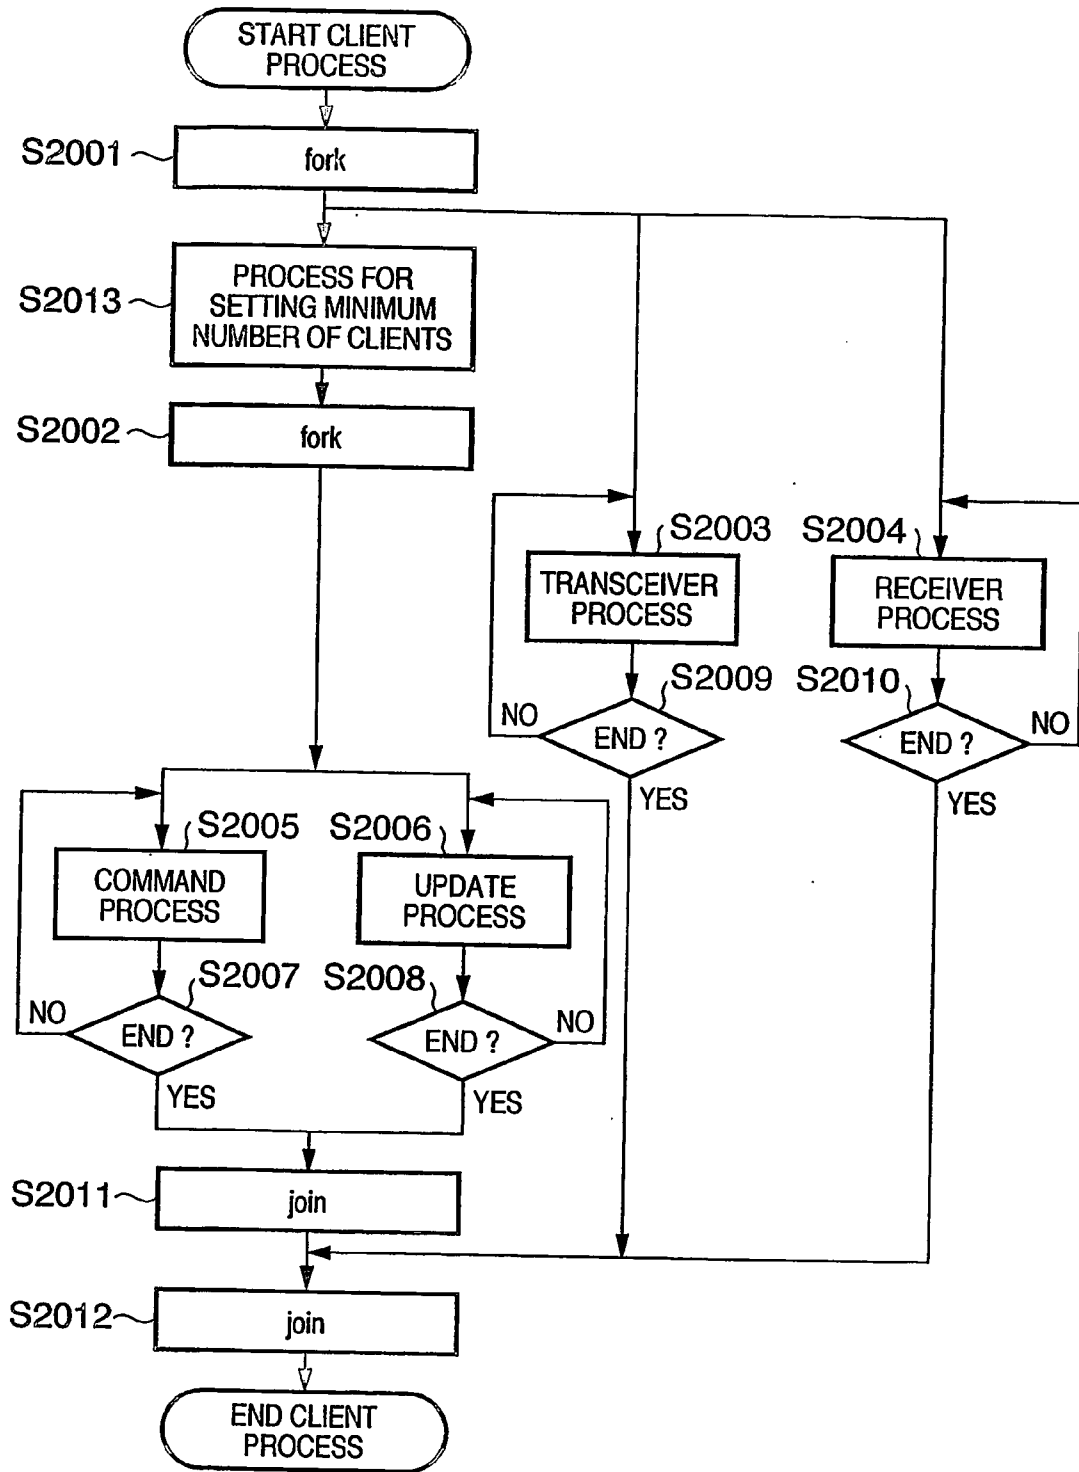 START CLIENT
PROCESS
S2001
fork
S2013
PROCESS FOR
SETTING MINIMUM
NUMBER OF CLIENTS
S2002
fork
S2003
TRANSCEIVER
PROCESS
S2004
RECEIVER
PROCESS
S2009
END ?
NO
YES
S2010
END ?
NO
YES
S2005
COMMAND
PROCESS
S2006
UPDATE
PROCESS
S2007
NO
END ?
YES
S2008
END ?
NO
YES
S2011
join
S2012
join
END CLIENT
PROCESS